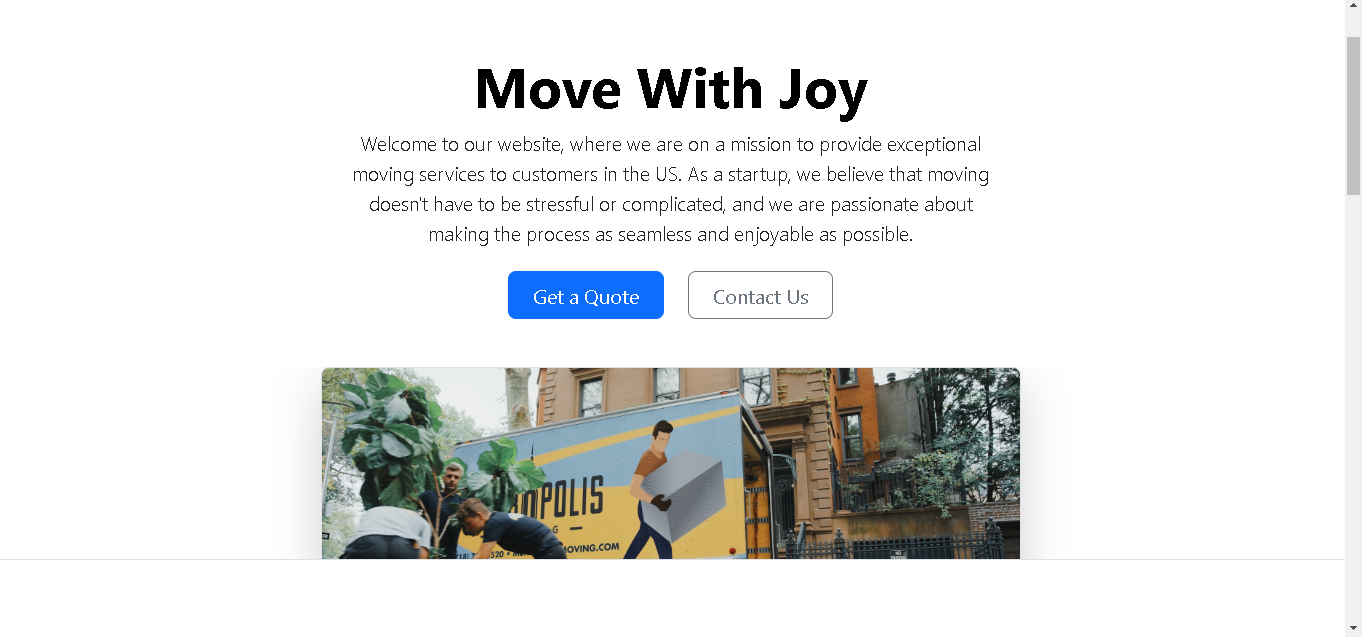 Move With Joy
Welcome to our website, where we are on a mission to provide exceptional
moving services to customers in the US. As a startup, we believe that moving
doesn't have to be stressful or complicated, and we are passionate about
making the process as seamless and enjoyable as possible.
Get a Quote
Contact Us
OPOLIS
MOVING.COM
NO